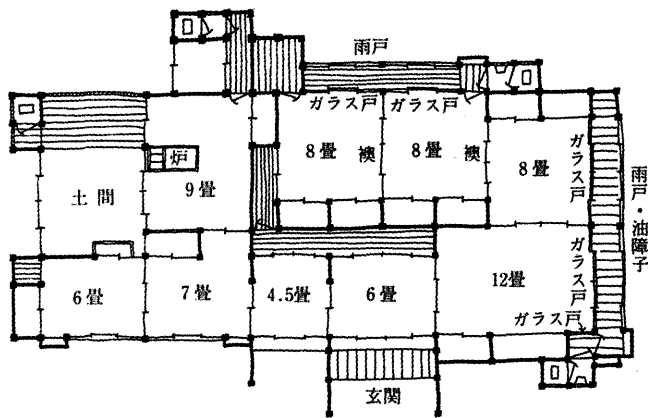 雨戸
ガラス戸
ガラス戸
8畳
襖
8畳
襖
8畳
ガラス戸
雨戸・油障子
炉
9畳
土間
6畳
7畳
4.5畳
6畳
12畳
ガラス戸
ガラス戸
玄関